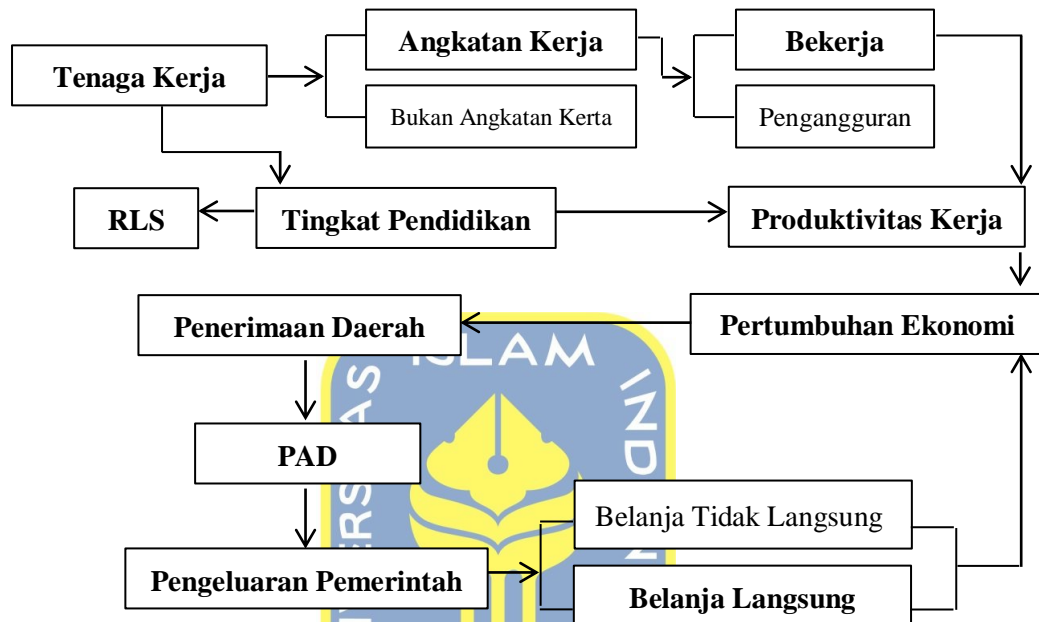 Angkatan Kerja
Bekerja
Tenaga Kerja
Bukan Angkatan Kerta
Pengangguran
RLS
Tingkat Pendidikan
Produktivitas Kerja
Penerimaan Daerah
Pertumbuhan Ekonomi
ISLAM
PAD
Belanja Tidak Langsung
Pengeluaran Pemerintah
Belanja Langsung